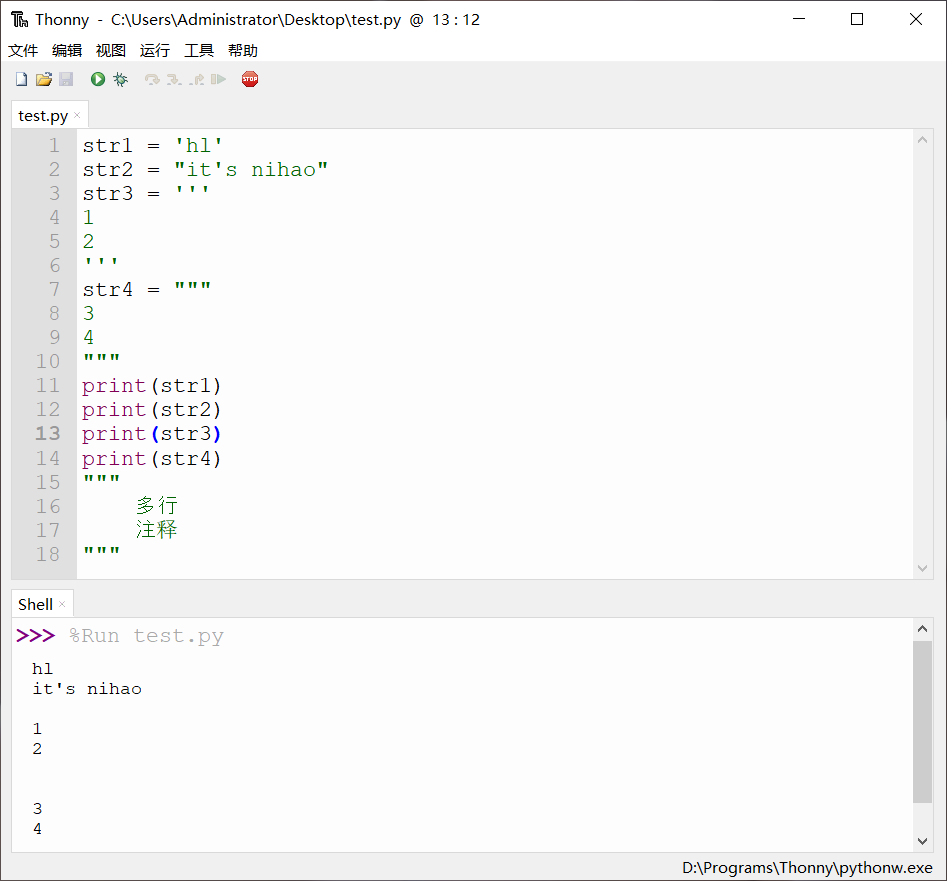 Thonny - C:\Users\Administrator\Desktop\test.py @ 13 : 12
文件 编辑 视图 运行 工具 帮助
STOP
test.py ×
1 str1 = 'hl'
2 str2 = "it's nihao"
3 str3 = '''
4 1
5 2
6 '''
7 str4 = """
8 3
9 4
10 """
11 print(str1)
12 print(str2)
13 print(str3)
14 print(str4)
15 """
16 多行
17 注释
18 """
Shell ×
>>> %Run test.py
hl
it's nihao
1
2
3
4
D:\Programs\Thonny\pythonw.exe